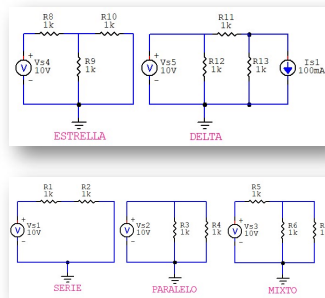 R8
1k
R10
1k
Vs4
10V
R9
1k
ESTRELLA
R11
1k
Vs5
10V
R12
1k
R13
1k
Is1
100mA
DELTA
R1
1k
R2
1k
Vs1
10V
SERIE
Vs2
10V
R3
1k
R4
1k
PARALELO
R5
1k
Vs3
10V
R6
1k
MIXTO